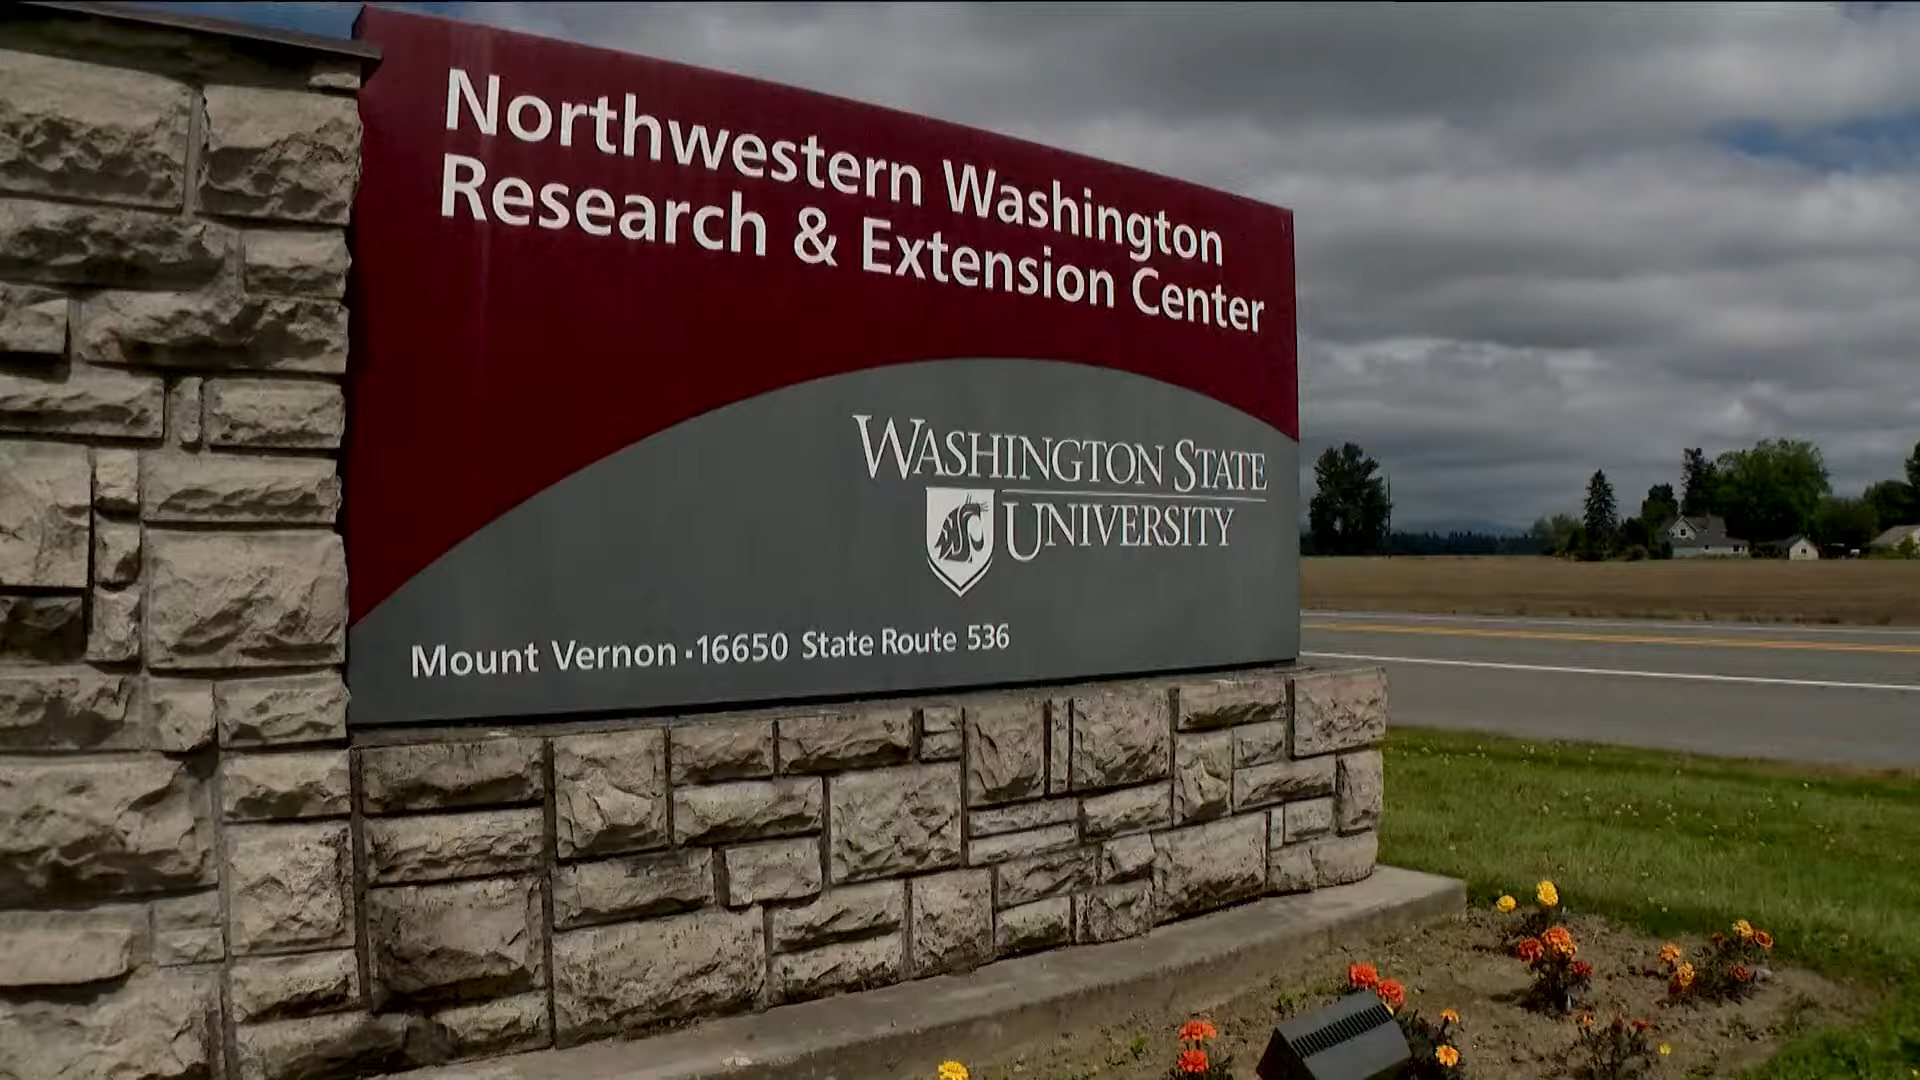 Northwestern Washington
Research & Extension Center
WASHINGTON STATE
UNIVERSITY
Mount Vernon · 16650 State Route 536